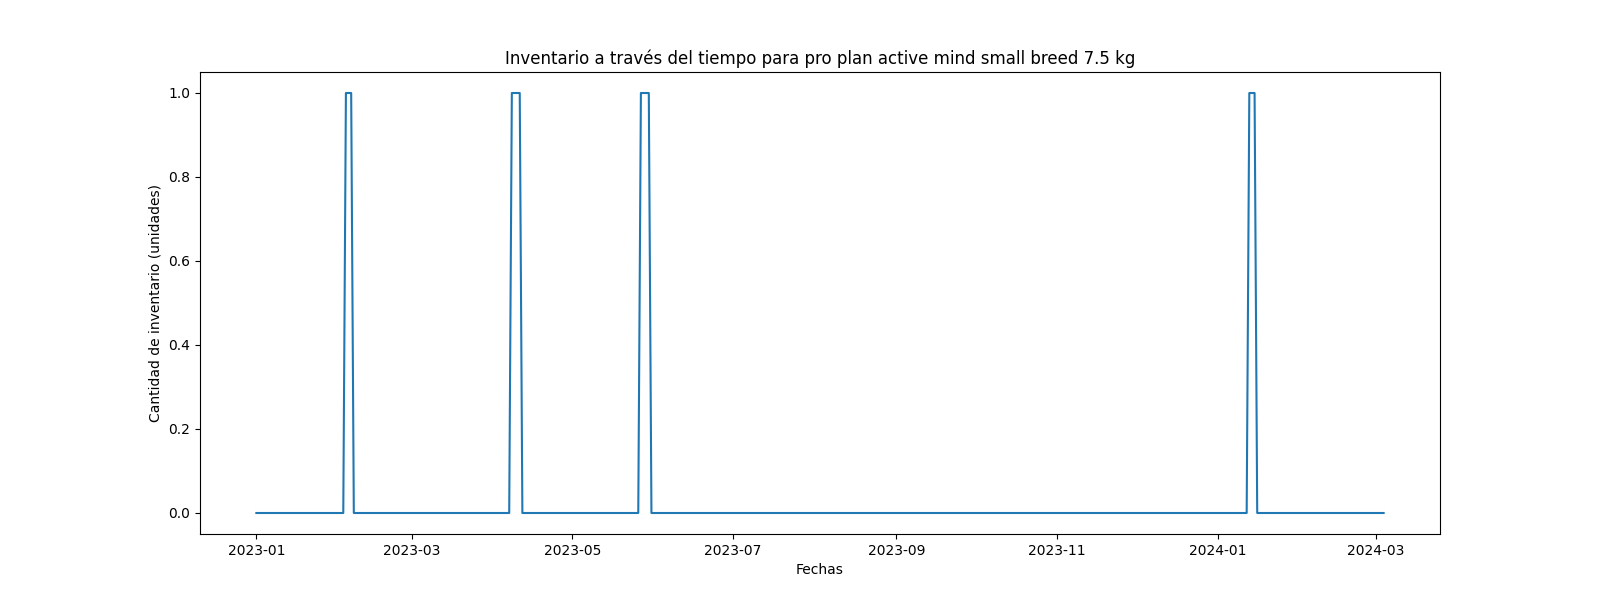 Inventario a través del tiempo para pro plan active mind small breed 7.5 kg
Cantidad de inventario (unidades)
1.0
0.8
0.6
0.4
0.2
0.0
2023-01 2023-03 2023-05 2023-07 2023-09 2023-11 2024-01 2024-03
Fechas